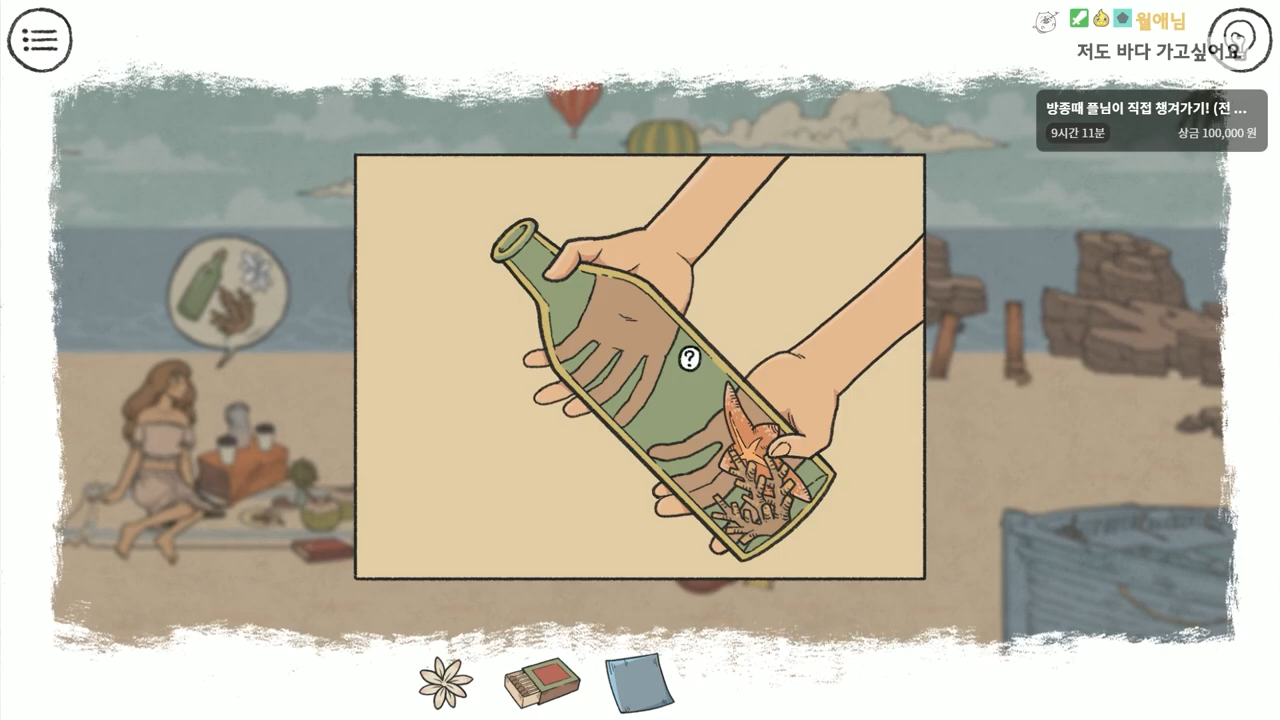 월애님
저도 바다 가고싶어요
방종때 플님이 직접 챙겨가기! (전 ...
9시간 11분
상금 100,000 원
?